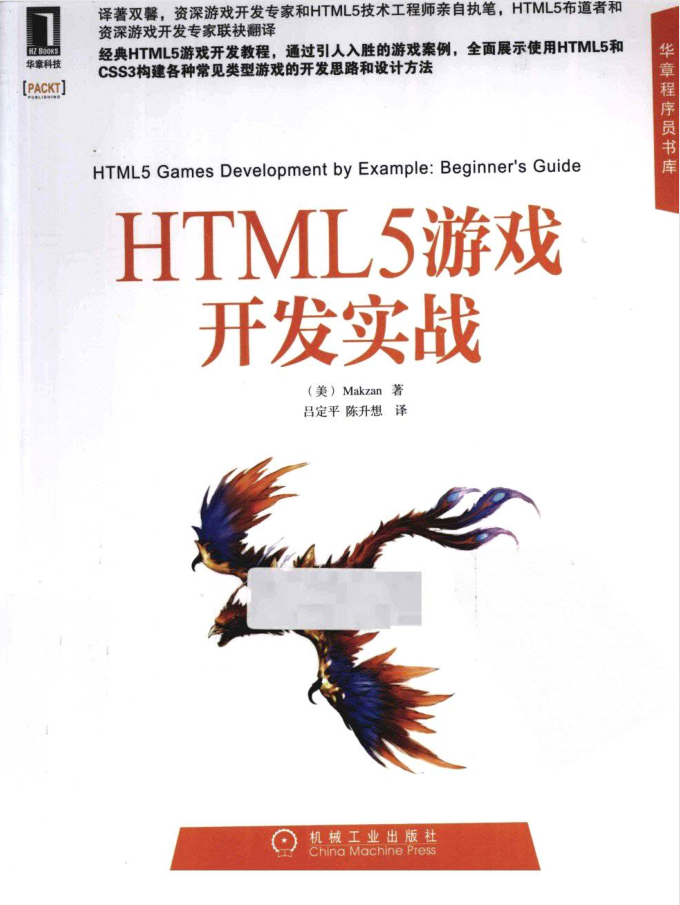 译著双馨，资深游戏开发专家和HTML5技术工程师亲自执笔，HTML5布道者和
资深游戏开发专家联袂翻译
经典HTML5游戏开发教程，通过引人入胜的游戏案例，全面展示使用HTML5和
CSS3构建各种常见类型游戏的开发思路和设计方法
HZ BOOKS
华章科技
[PACKT]
PUBLISHING
华章程序员书库
HTML5 Games Development by Example: Beginner's Guide
HTML5游戏
开发实战
（美）Makzan 著
吕定平 陈升想 译
机械工业出版社
China Machine Press